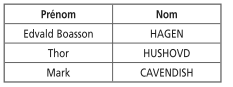 Prénom Nom
Edvald Boasson HAGEN
Thor HUSHOVD
Mark CAVENDISH